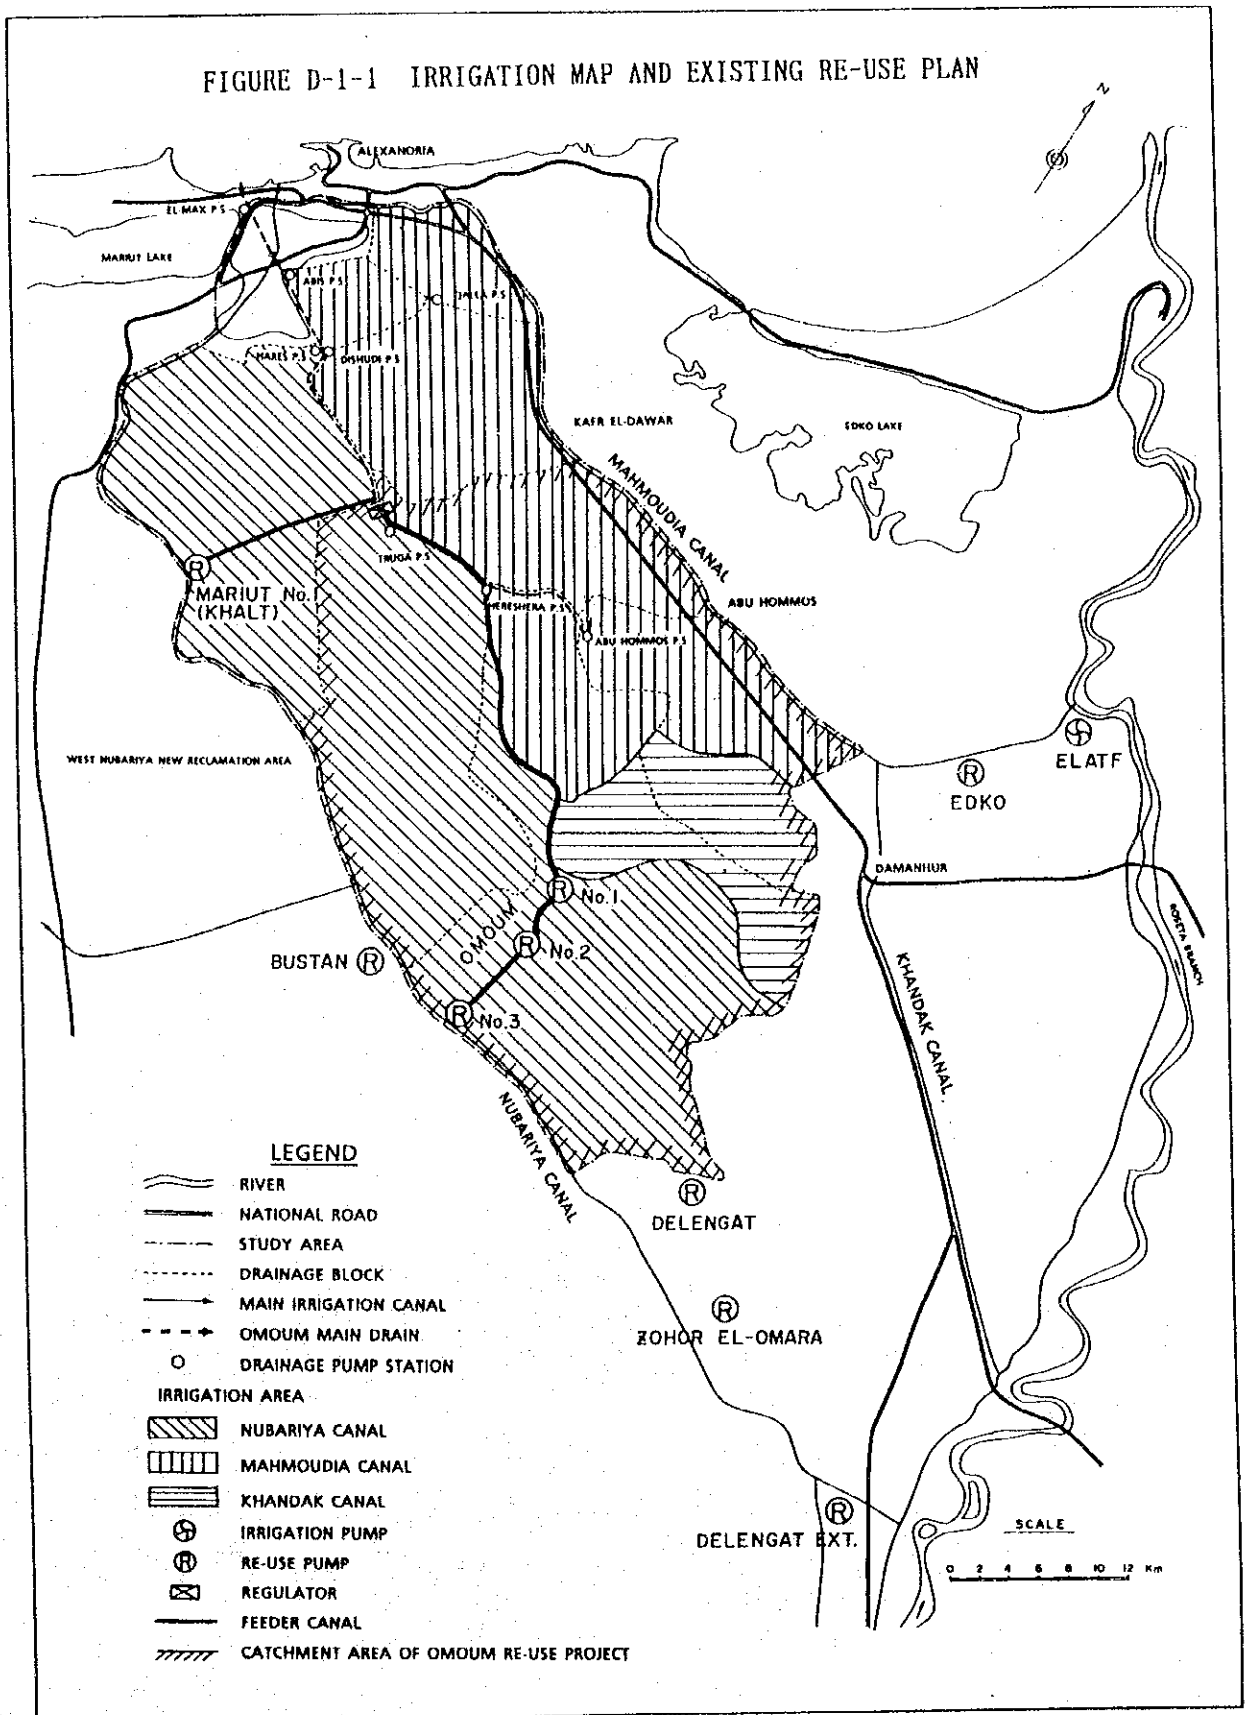 FIGURE D-1-1 IRRIGATION MAP AND EXISTING RE-USE PLAN
N
ALEXANDRIA
EL-MAX P.S
MARIUT LAKE
ABIS P.S
ZALLA P.S
HARES P.S
DISHUDI P.S
KAFR EL-DAWAR
EDKO LAKE
MAHMOUDIA CANAL
TRUGA P.S
MARIUT No.1
(KHALT)
HERESHERA P.S
ABU HOMMOS
ABU HOMMOS P.S
WEST NUBARIYA NEW RECLAMATION AREA
ELATF
R
EDKO
DAMANHUR
ROSETA BRANCH
R No.1
OMOUM
R No.2
BUSTAN R
R No.3
KHANDAK CANAL
NUBARIYA CANAL
R
DELENGAT
R
ZOHOR EL-OMARA
R
DELENGAT EXT.
LEGEND
RIVER
NATIONAL ROAD
STUDY AREA
DRAINAGE BLOCK
MAIN IRRIGATION CANAL
OMOUM MAIN DRAIN
DRAINAGE PUMP STATION
IRRIGATION AREA
NUBARIYA CANAL
MAHMOUDIA CANAL
KHANDAK CANAL
IRRIGATION PUMP
R RE-USE PUMP
REGULATOR
FEEDER CANAL
CATCHMENT AREA OF OMOUM RE-USE PROJECT
SCALE
0 2 4 6 8 10 12 Km